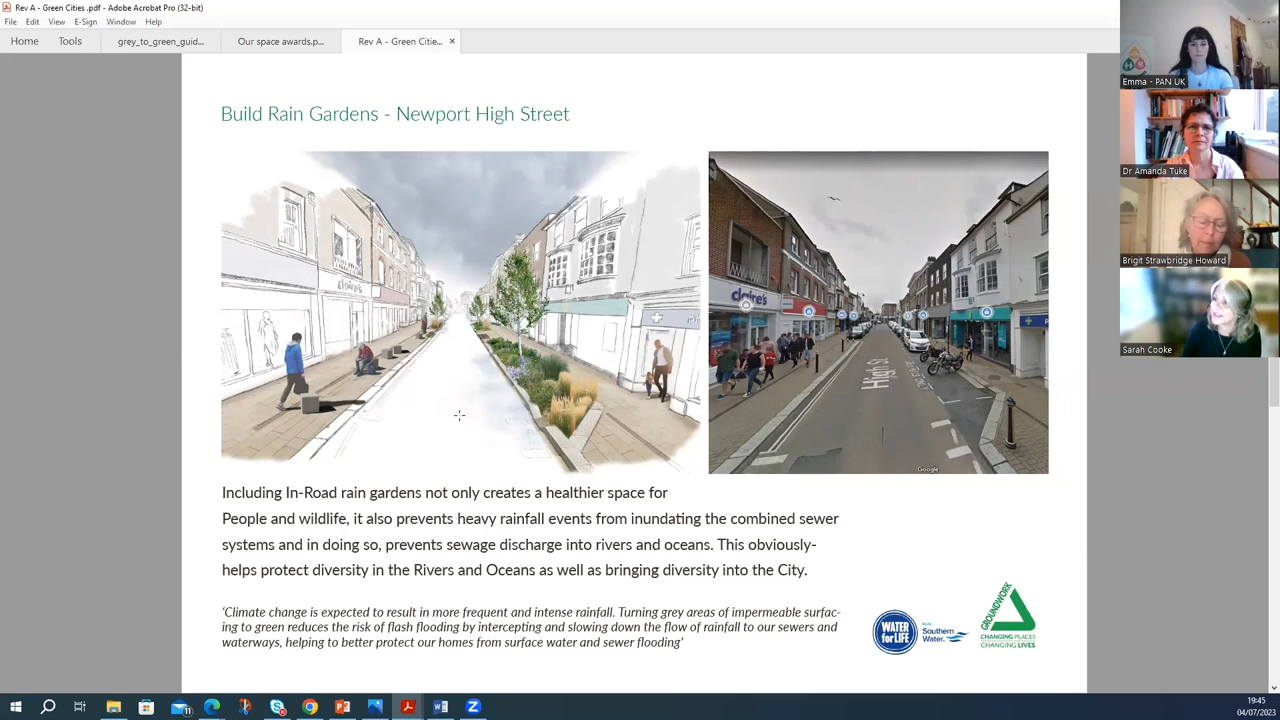 Rev A - Green Cities .pdf - Adobe Acrobat Pro (32-bit)
File Edit View E-Sign Window Help
Home Tools grey_to_green_guid... Our space awards.p... Rev A - Green Citie... ×
Build Rain Gardens - Newport High Street
claire's
claire's
High St
Google
Including In-Road rain gardens not only creates a healthier space for
People and wildlife, it also prevents heavy rainfall events from inundating the combined sewer
systems and in doing so, prevents sewage discharge into rivers and oceans. This obviously-
helps protect diversity in the Rivers and Oceans as well as bringing diversity into the City.
‘Climate change is expected to result in more frequent and intense rainfall. Turning grey areas of impermeable surfac-
ing to green reduces the risk of flash flooding by intercepting and slowing down the flow of rainfall to our sewers and
waterways, helping to better protect our homes from surface water and sewer flooding’
WATER
for LIFE
from
Southern
Water
GROUNDWORK
CHANGING PLACES
CHANGING LIVES
Emma - PAN UK
Dr Amanda Tuke
Brigit Strawbridge Howard
Sarah Cooke
19:45
04/07/2023